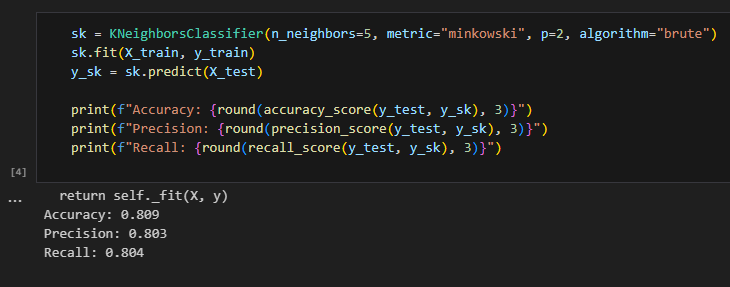 sk = KNeighborsClassifier(n_neighbors=5, metric="minkowski", p=2, algorithm="brute")
sk.fit(X_train, y_train)
y_sk = sk.predict(X_test)
print(f"Accuracy: {round(accuracy_score(y_test, y_sk), 3)}")
print(f"Precision: {round(precision_score(y_test, y_sk), 3)}")
print(f"Recall: {round(recall_score(y_test, y_sk), 3)}")
[4]
... return self._fit(X, y)
Accuracy: 0.809
Precision: 0.803
Recall: 0.804